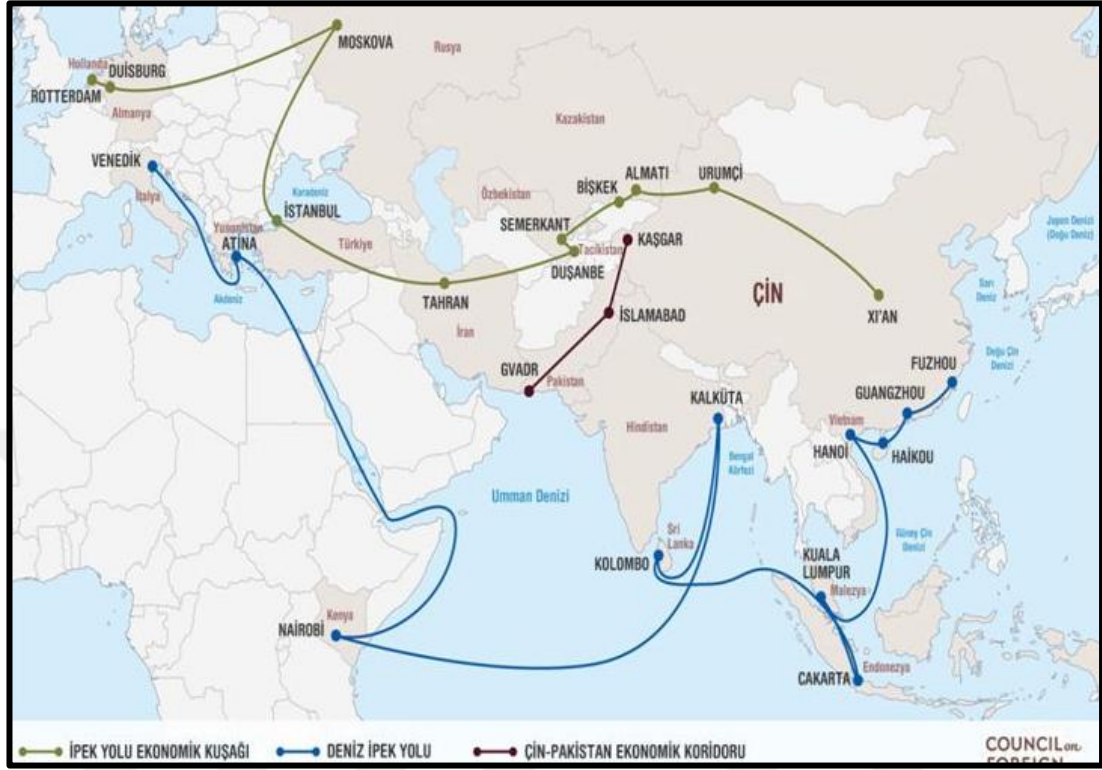 MOSKOVA
Rusya
Hollanda
DUİSBURG
ROTTERDAM
Almanya
Kazakistan
VENEDİK
ALMATI
URUMÇİ
BİŞKEK
İtalya
Karadeniz
Özbekistan
İSTANBUL
SEMERKANT
Japon Denizi
(Doğu Deniz)
Yunanistan
ATİNA
Türkiye
Tacikistan
KAŞGAR
DUŞANBE
Akdeniz
TAHRAN
ÇİN
Sarı
Deniz
İSLAMABAD
XI'AN
İran
GVADR
Pakistan
Doğu Çin
Denizi
FUZHOU
KALKÜTA
GUANGZHOU
Hindistan
Vietnam
HANOİ
HAİKOU
Bengal
Körfezi
Umman Denizi
Sri
Lanka
KOLOMBO
Güney Çin
Denizi
KUALA
LUMPUR
Malezya
Kenya
NAİROBİ
CAKARTA
Endonezya
İPEK YOLU EKONOMİK KUŞAĞI
DENİZ İPEK YOLU
ÇİN-PAKİSTAN EKONOMİK KORİDORU
COUNCIL on
FOREIGN